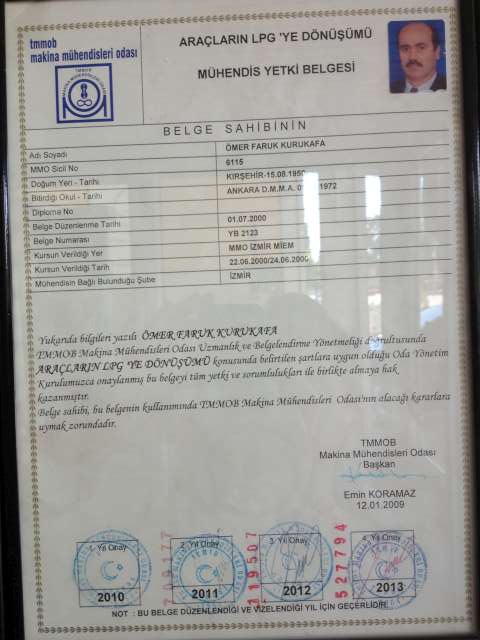 tmmob
makina mühendisleri odası
TMMOB
ARAÇLARIN LPG 'YE DÖNÜŞÜMÜ
MÜHENDİS YETKİ BELGESİ
BELGE SAHİBİNİN
Adı Soyadı ÖMER FARUK KURUKAFA
MMO Sicil No 6115
Doğum Yeri - Tarihi KIRŞEHİR-15.08.1950
Bitirdiği Okul - Tarihi ANKARA D.M.M.A. 1972
Diploma No
Belge Düzenlenme Tarihi 01.07.2000
Belge Numarası YB 2123
Kursun Verildiği Yer MMO İZMİR MİEM
Kursun Verildiği Tarih 22.06.2000/24.06.2000
Mühendisin Bağlı Bulunduğu Şube İZMİR
Yukarıda bilgileri yazılı ÖMER FARUK KURUKAFA
TMMOB Makina Mühendisleri Odası Uzmanlık ve Belgelendirme Yönetmeliği doğrultusunda
ARAÇLARIN LPG 'YE DÖNÜŞÜMÜ konusunda belirtilen şartlara uygun olduğu Oda Yönetim
Kurulumuzca onaylanmış bu belgeyi tüm yetki ve sorumlulukları ile birlikte almaya hak
kazanmıştır.
Belge sahibi, bu belgenin kullanımında TMMOB Makina Mühendisleri Odası'nın alacağı kararlara
uymak zorundadır.
TMMOB
Makina Mühendisleri Odası
Başkan
Emin KORAMAZ
12.01.2009
1. Yıl Onayı
2010
2. Yıl Onayı
2011
119507
3. Yıl Onayı
2012
527794
4. Yıl Onayı
2013
NOT : BU BELGE DÜZENLENDİĞİ VE VİZELENDİĞİ YIL İÇİN GEÇERLİDİR.